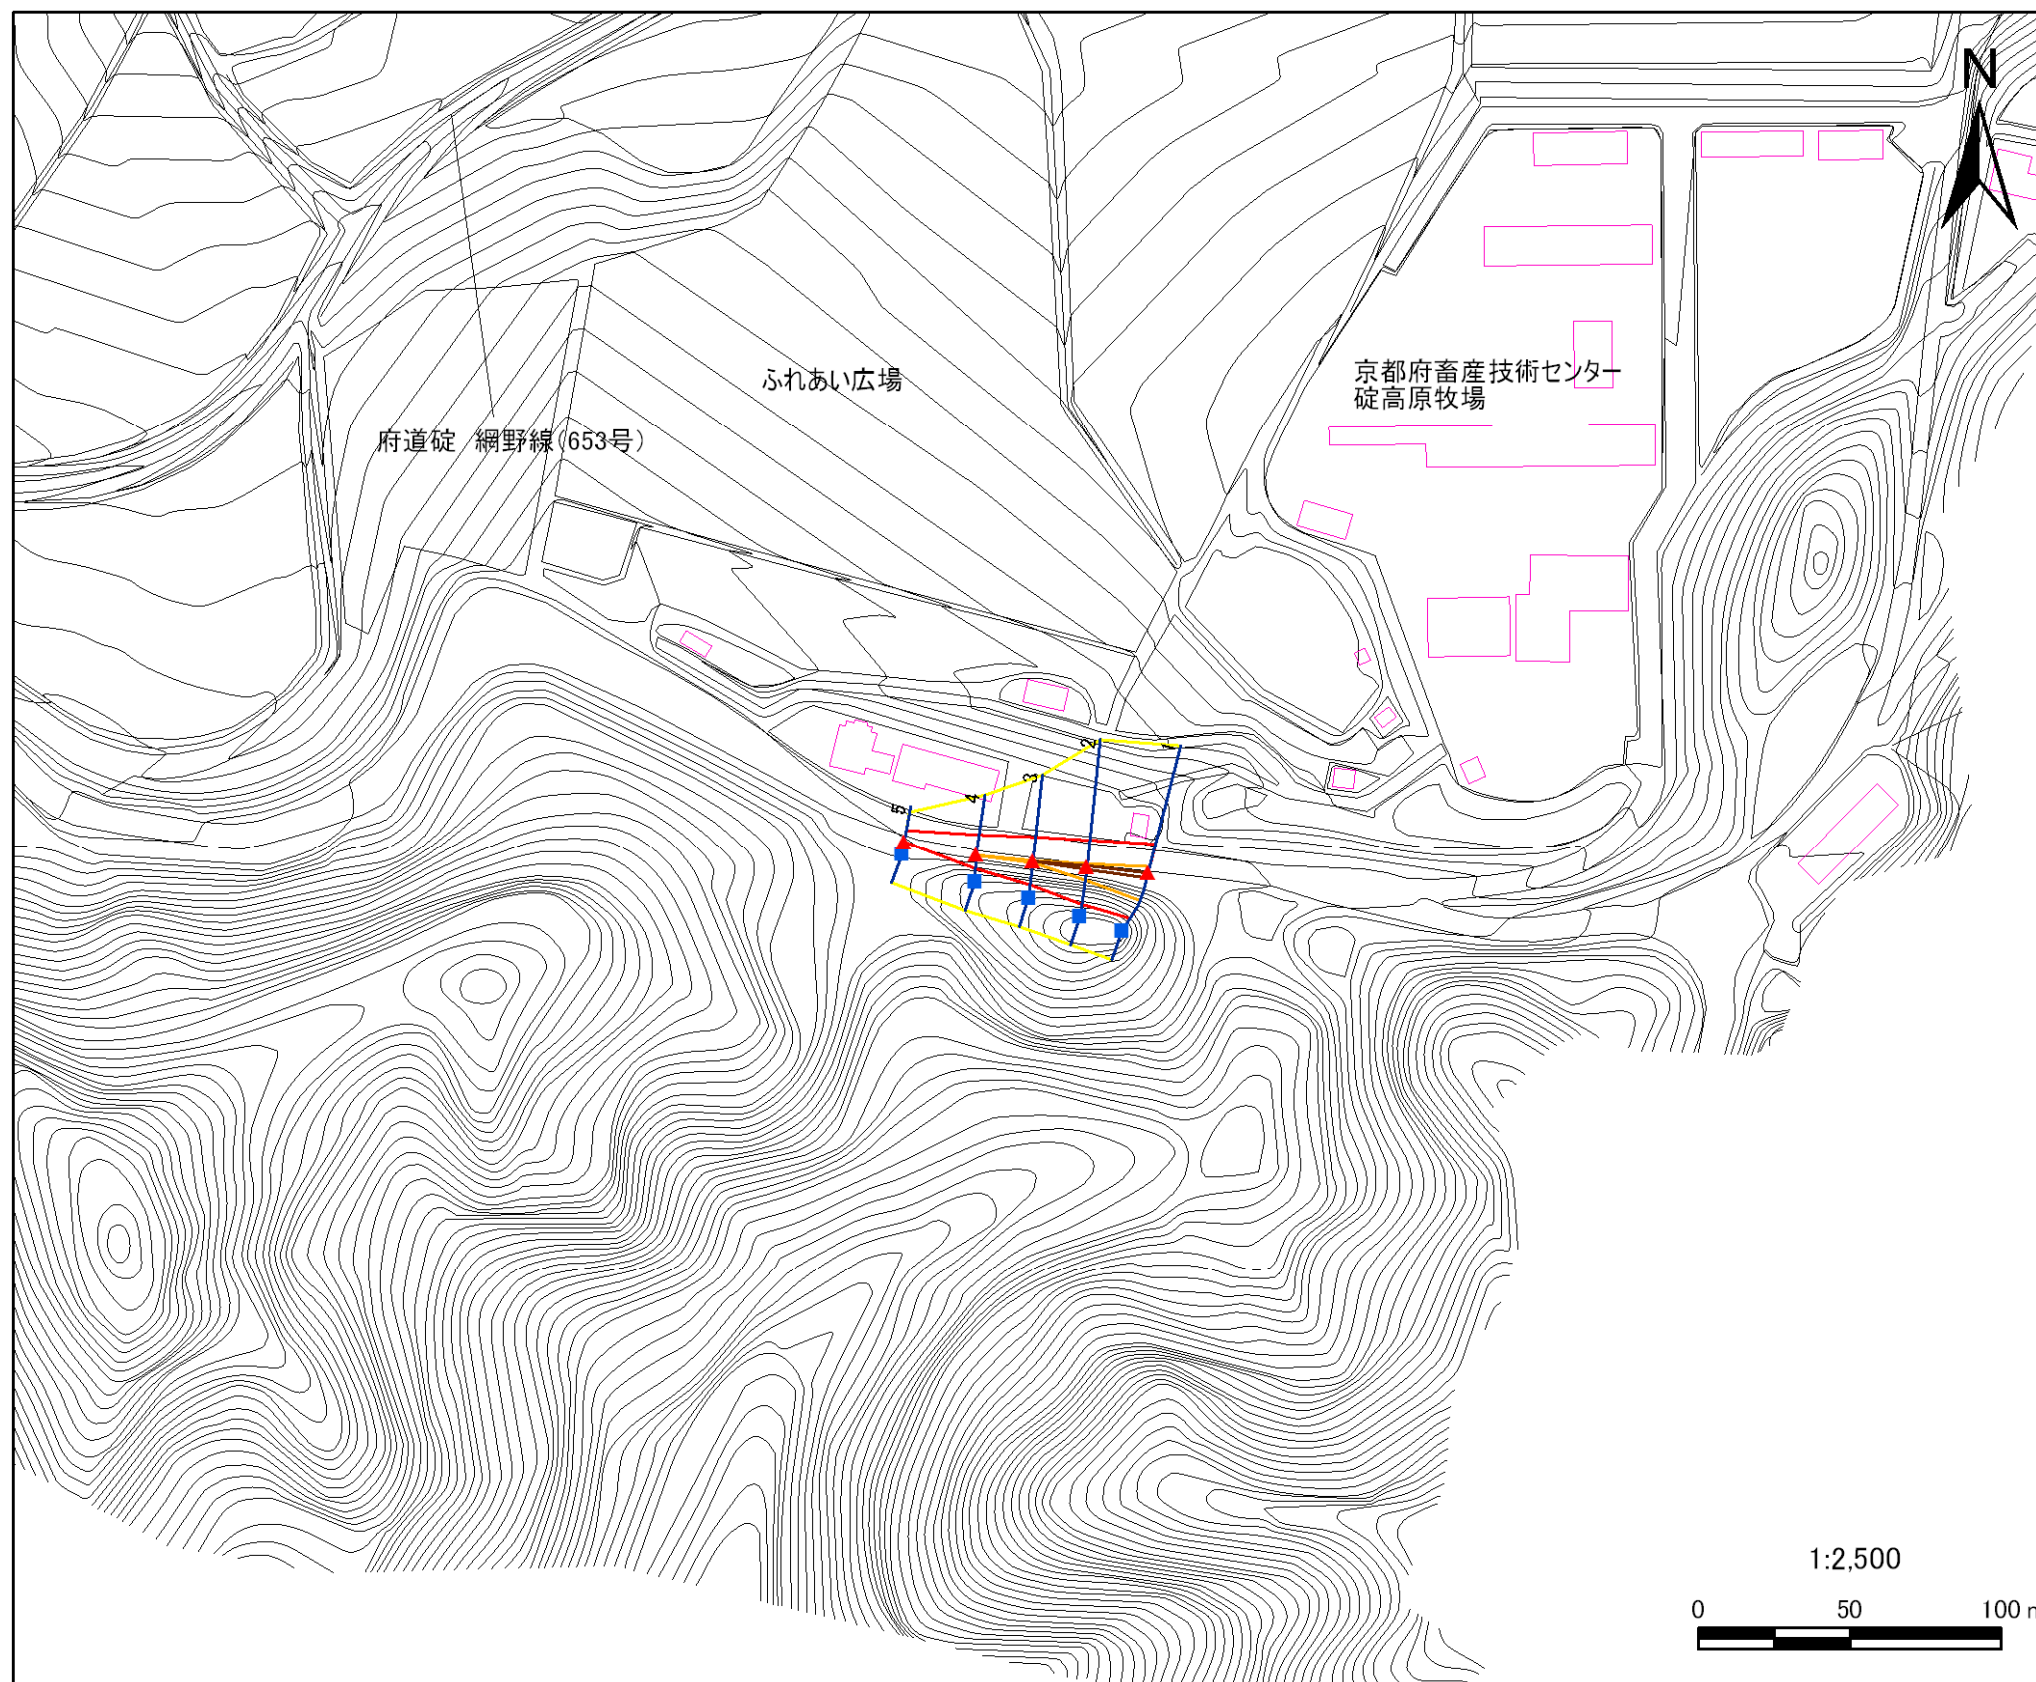 N
ふれあい広場
京都府畜産技術センター
碇高原牧場
府道碇 網野線(653号)
2
1
3
4
5
1:2,500
0 50 100 m